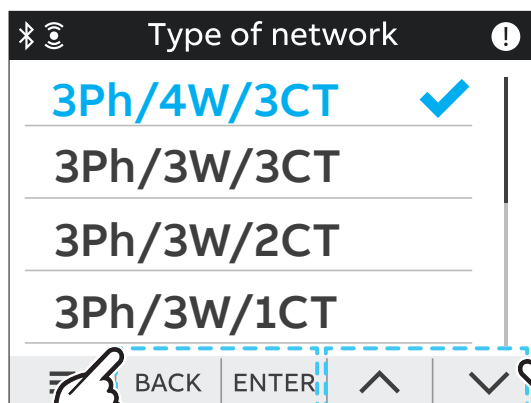 Type of network
3Ph/4W/3CT
3Ph/3W/3CT
3Ph/3W/2CT
3Ph/3W/1CT
BACK ENTER